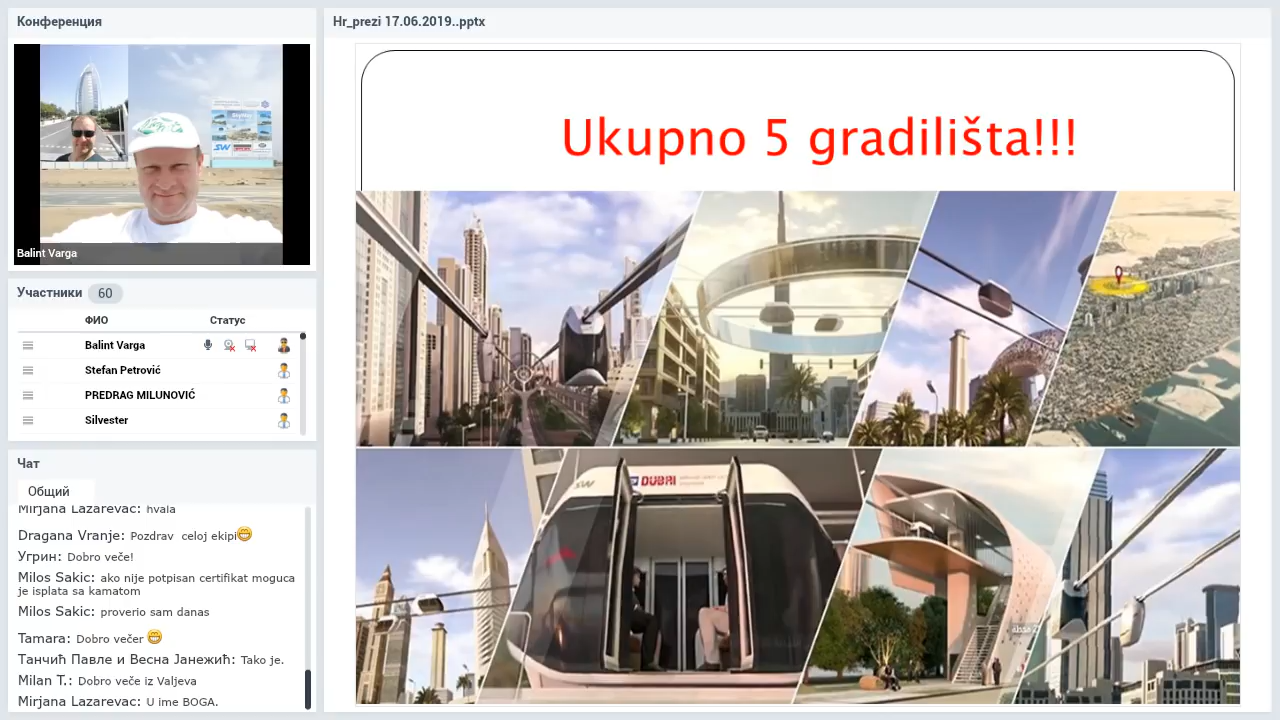 Конференция
Balint Varga
Участники 60
ФИО Статус
Balint Varga
Stefan Petrović
PREDRAG MILUNOVIĆ
Silvester
Чат
Общий
Mirjana Lazarevac: hvala
Dragana Vranje: Pozdrav celoj ekipi
Угрин: Dobro veče!
Milos Sakic: ako nije potpisan certifikat moguca
je isplata sa kamatom
Milos Sakic: proverio sam danas
Tamara: Dobro večer
Танчић Павле и Весна Јанежић: Tako je.
Milan T.: Dobro veče iz Valjeva
Mirjana Lazarevac: U ime BOGA.
Hr_prezi 17.06.2019..pptx
Ukupno 5 gradilišta!!!
SW
DUBAI